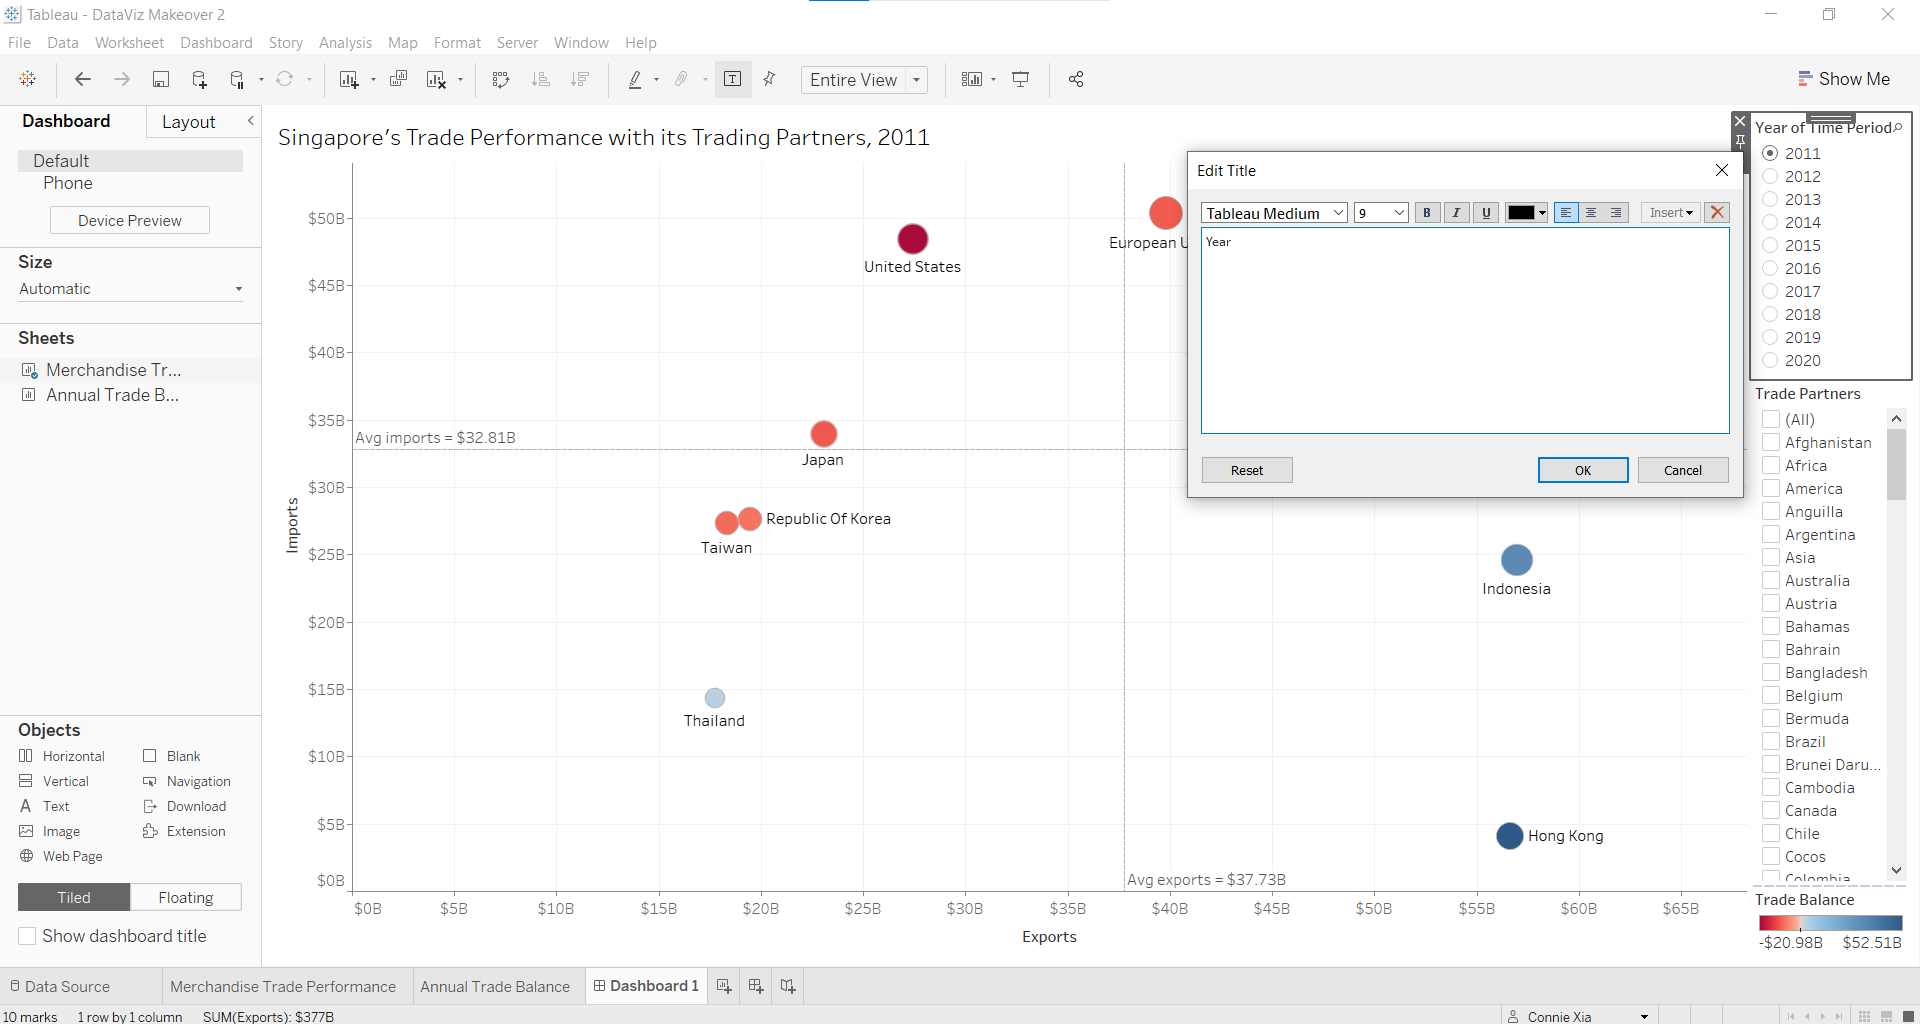 Tableau - DataViz Makeover 2
File Data Worksheet Dashboard Story Analysis Map Format Server Window Help
Entire View
Show Me
Dashboard
Layout
Default
Phone
Device Preview
Size
Automatic
Sheets
Merchandise Tr...
Annual Trade B...
Objects
Horizontal
Blank
Vertical
Navigation
Text
Download
Image
Extension
Web Page
Tiled
Floating
Show dashboard title
Singapore's Trade Performance with its Trading Partners, 2011
Imports
$50B
$45B
$40B
$35B
$30B
$25B
$20B
$15B
$10B
$5B
$0B
European U
United States
Avg imports = $32.81B
Japan
Republic Of Korea
Taiwan
Indonesia
Thailand
Hong Kong
Avg exports = $37.73B
$0B $5B $10B $15B $20B $25B $30B $35B $40B $45B $50B $55B $60B $65B
Exports
Edit Title
Tableau Medium
9
B I U
Insert
Year
Reset
OK
Cancel
Year of Time Period
2011
2012
2013
2014
2015
2016
2017
2018
2019
2020
Trade Partners
(All)
Afghanistan
Africa
America
Anguilla
Argentina
Asia
Australia
Austria
Bahamas
Bahrain
Bangladesh
Belgium
Bermuda
Brazil
Brunei Daru...
Cambodia
Canada
Chile
Cocos
Colombia
Trade Balance
-$20.98B $52.51B
Data Source
Merchandise Trade Performance
Annual Trade Balance
Dashboard 1
10 marks 1 row by 1 column SUM(Exports): $377B
Connie Xia